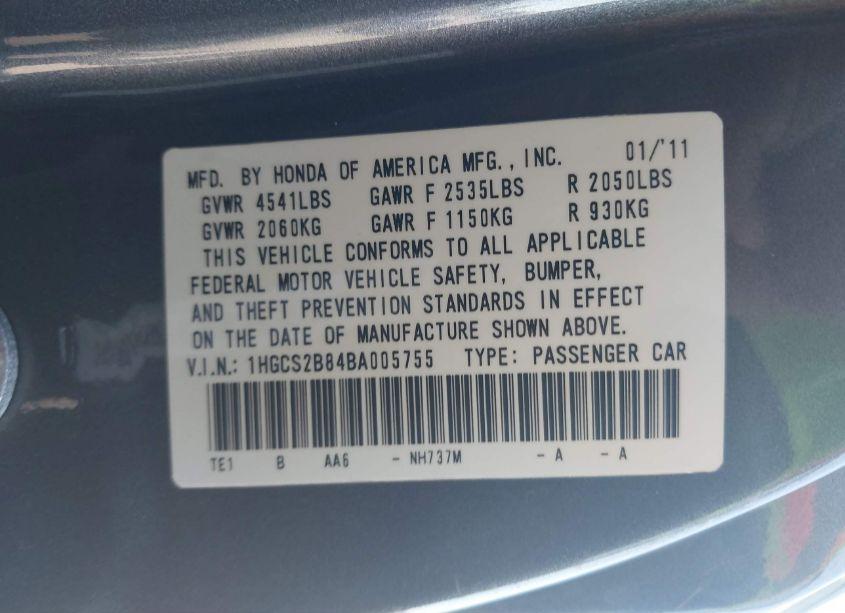 MFD. BY HONDA OF AMERICA MFG., INC. 01/'11
GVWR 4541LBS GAWR F 2535LBS R 2050LBS
GVWR 2060KG GAWR F 1150KG R 930KG
THIS VEHICLE CONFORMS TO ALL APPLICABLE
FEDERAL MOTOR VEHICLE SAFETY, BUMPER,
AND THEFT PREVENTION STANDARDS IN EFFECT
ON THE DATE OF MANUFACTURE SHOWN ABOVE.
V.I.N.: 1HGCS2B84BA005755 TYPE: PASSENGER CAR
TE1 B AA6 - NH737M - A - A